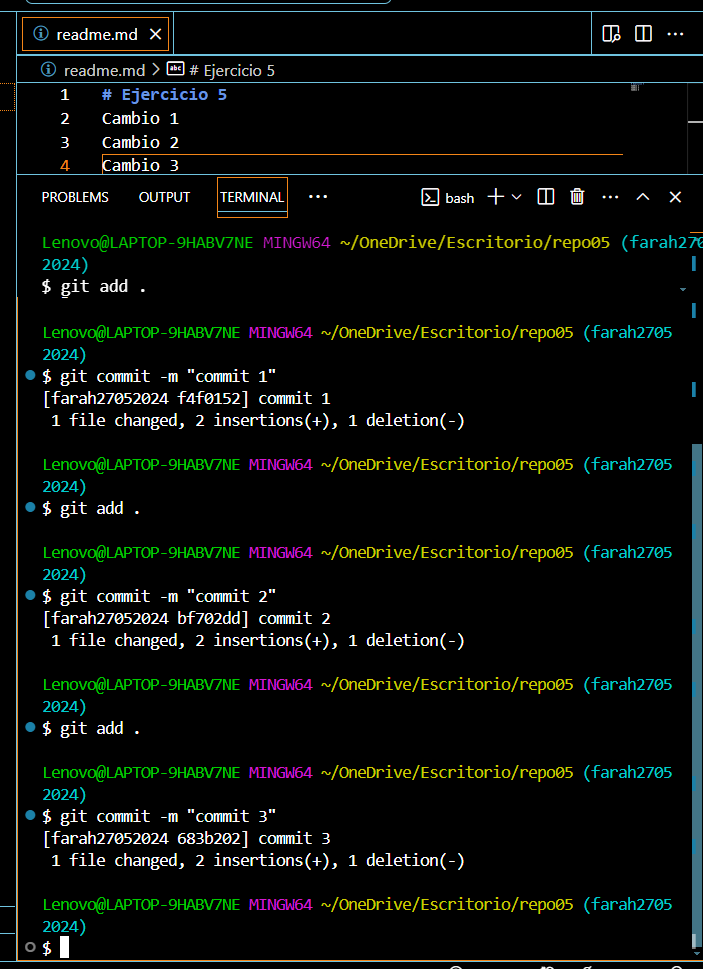 readme.md
readme.md > # Ejercicio 5
1 # Ejercicio 5
2 Cambio 1
3 Cambio 2
4 Cambio 3
PROBLEMS OUTPUT TERMINAL ··· bash
Lenovo@LAPTOP-9HABV7NE MINGW64 ~/OneDrive/Escritorio/repo05 (farah270
2024)
$ git add .
Lenovo@LAPTOP-9HABV7NE MINGW64 ~/OneDrive/Escritorio/repo05 (farah2705
2024)
$ git commit -m "commit 1"
[farah27052024 f4f0152] commit 1
1 file changed, 2 insertions(+), 1 deletion(-)
Lenovo@LAPTOP-9HABV7NE MINGW64 ~/OneDrive/Escritorio/repo05 (farah2705
2024)
$ git add .
Lenovo@LAPTOP-9HABV7NE MINGW64 ~/OneDrive/Escritorio/repo05 (farah2705
2024)
$ git commit -m "commit 2"
[farah27052024 bf702dd] commit 2
1 file changed, 2 insertions(+), 1 deletion(-)
Lenovo@LAPTOP-9HABV7NE MINGW64 ~/OneDrive/Escritorio/repo05 (farah2705
2024)
$ git add .
Lenovo@LAPTOP-9HABV7NE MINGW64 ~/OneDrive/Escritorio/repo05 (farah2705
2024)
$ git commit -m "commit 3"
[farah27052024 683b202] commit 3
1 file changed, 2 insertions(+), 1 deletion(-)
Lenovo@LAPTOP-9HABV7NE MINGW64 ~/OneDrive/Escritorio/repo05 (farah2705
2024)
$